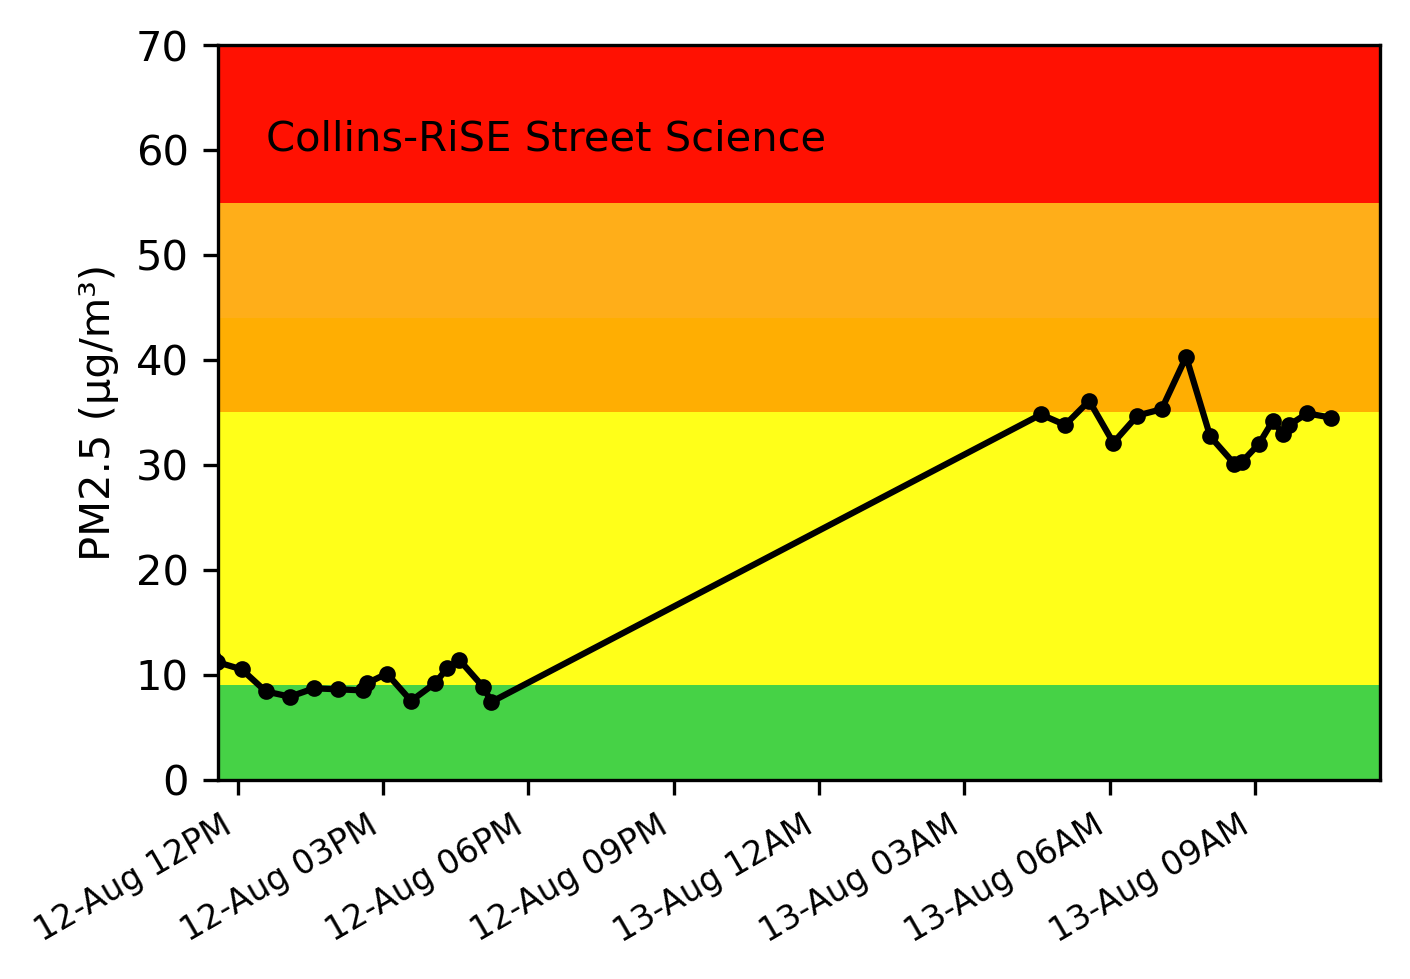 70
Collins-RiSE Street Science
60
50
40
30
20
10
0
PM2.5 (µg/m³)
12-Aug 12PM
12-Aug 03PM
12-Aug 06PM
12-Aug 09PM
13-Aug 12AM
13-Aug 03AM
13-Aug 06AM
13-Aug 09AM